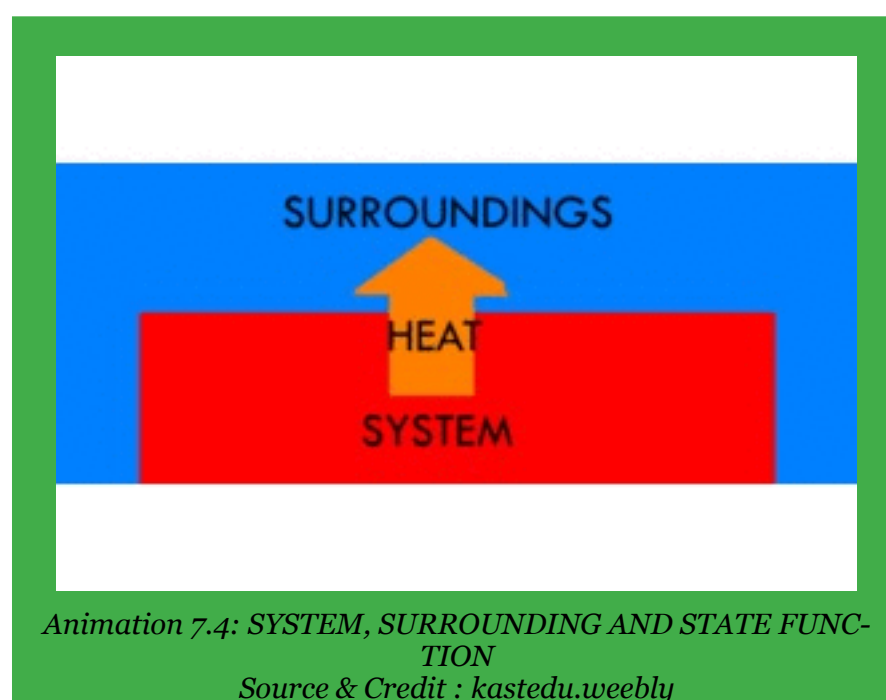 SURROUNDINGS
HEAT
SYSTEM
Animation 7.4: SYSTEM, SURROUNDING AND STATE FUNC-
TION
Source & Credit : kastedu.weebly